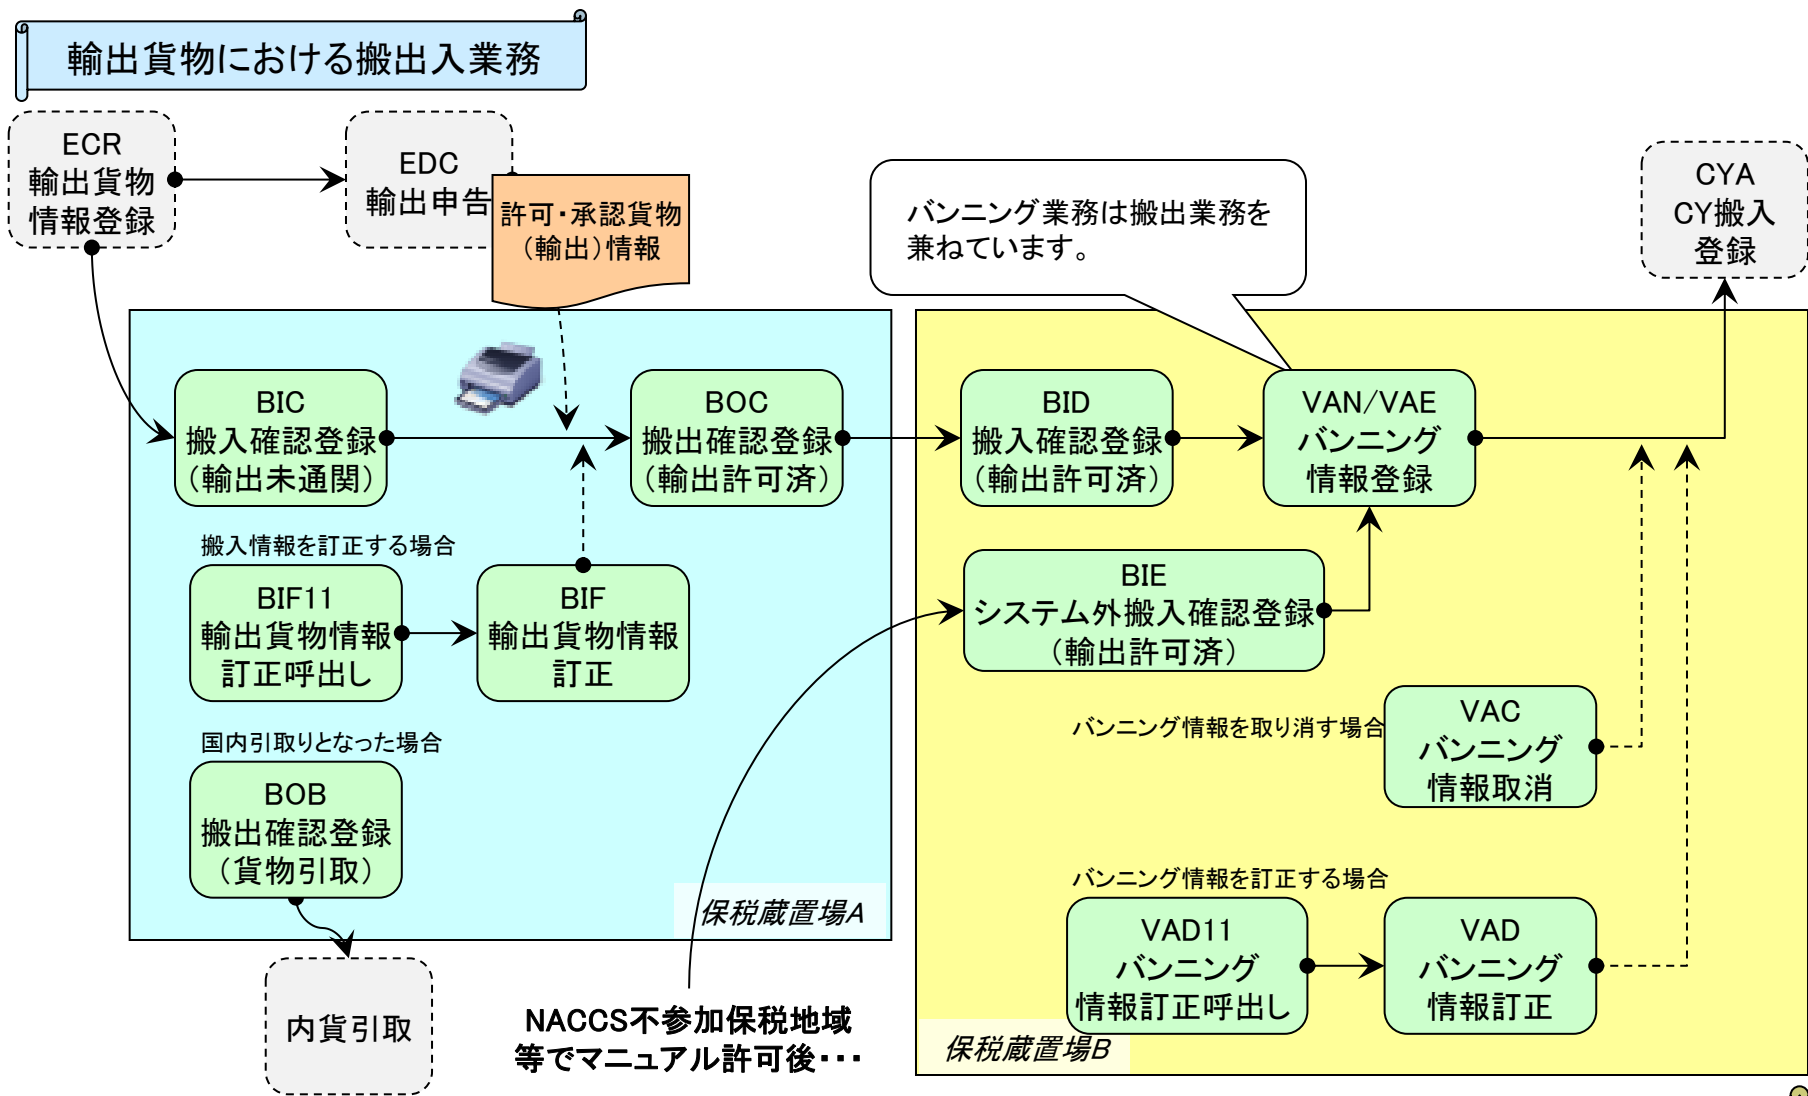 輸出貨物における搬出入業務
ECR
輸出貨物
情報登録
EDC
輸出申告
許可・承認貨物
（輸出）情報
バンニング業務は搬出業務を
兼ねています。
CYA
CY搬入
登録
BIC
搬入確認登録
（輸出未通関）
BOC
搬出確認登録
（輸出許可済）
BID
搬入確認登録
（輸出許可済）
VAN/VAE
バンニング
情報登録
搬入情報を訂正する場合
BIF11
輸出貨物情報
訂正呼出し
BIF
輸出貨物情報
訂正
BIE
システム外搬入確認登録
（輸出許可済）
国内引取りとなった場合
BOB
搬出確認登録
（貨物引取）
保税蔵置場A
バンニング情報を取り消す場合
VAC
バンニング
情報取消
バンニング情報を訂正する場合
VAD11
バンニング
情報訂正呼出し
VAD
バンニング
情報訂正
保税蔵置場B
内貨引取
NACCS不参加保税地域
等でマニュアル許可後・・・